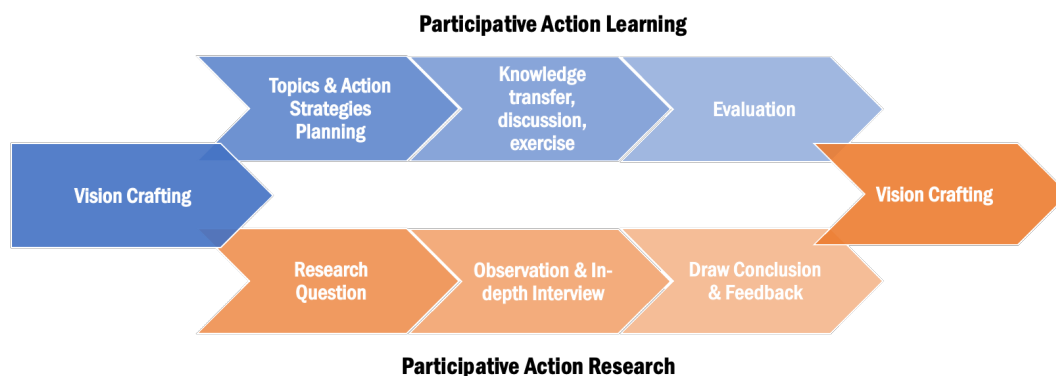 Participative Action Learning
Topics & Action
Strategies
Planning
Knowledge
transfer,
discussion,
exercise
Evaluation
Vision Crafting
Vision Crafting
Research
Question
Observation & In-
depth Interview
Draw Conclusion
& Feedback
Participative Action Research